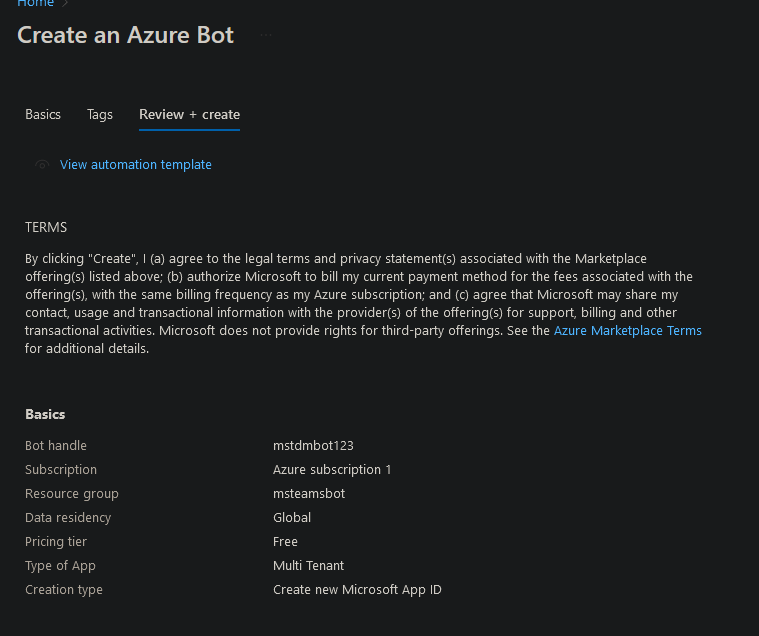 Home
Create an Azure Bot ...
Basics Tags Review + create
View automation template
TERMS
By clicking "Create", I (a) agree to the legal terms and privacy statement(s) associated with the Marketplace
offering(s) listed above; (b) authorize Microsoft to bill my current payment method for the fees associated with the
offering(s), with the same billing frequency as my Azure subscription; and (c) agree that Microsoft may share my
contact, usage and transactional information with the provider(s) of the offering(s) for support, billing and other
transactional activities. Microsoft does not provide rights for third-party offerings. See the Azure Marketplace Terms
for additional details.
Basics
Bot handle mstdmbot123
Subscription Azure subscription 1
Resource group msteamsbot
Data residency Global
Pricing tier Free
Type of App Multi Tenant
Creation type Create new Microsoft App ID